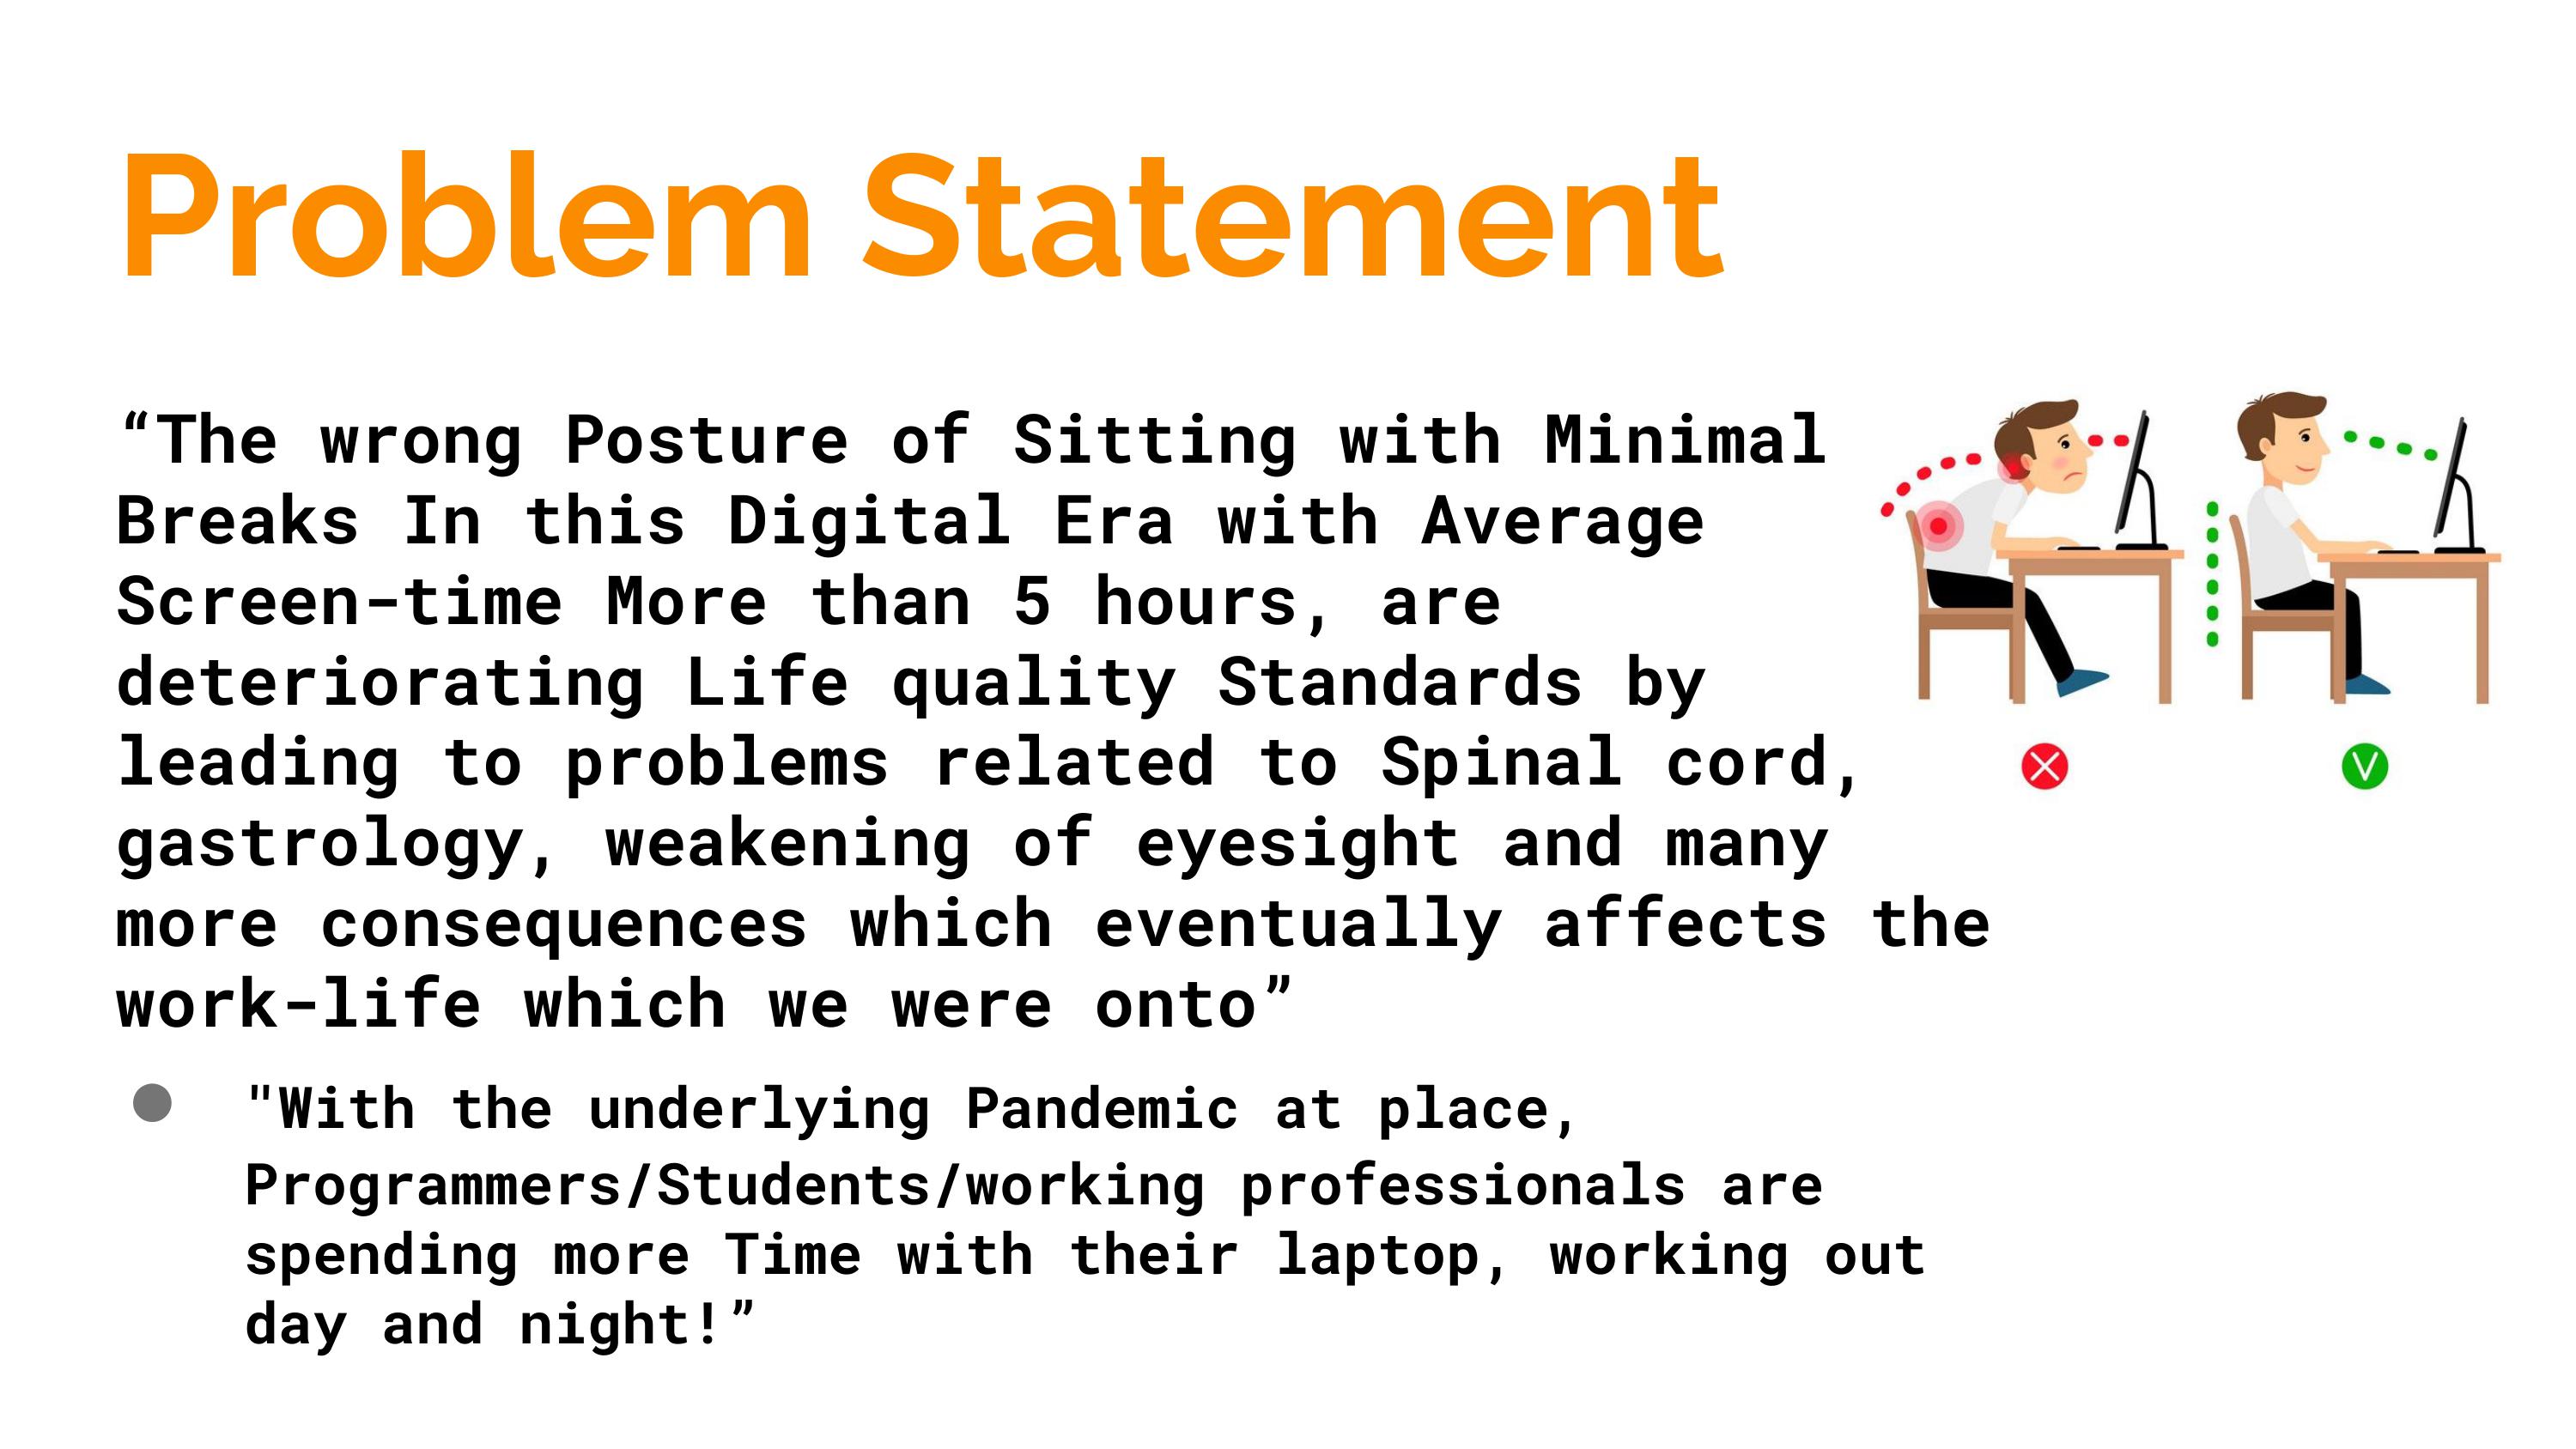 Problem Statement
“The wrong Posture of Sitting with Minimal
Breaks In this Digital Era with Average
Screen-time More than 5 hours, are
deteriorating Life quality Standards by
leading to problems related to Spinal cord,
gastrology, weakening of eyesight and many
more consequences which eventually affects the
work-life which we were onto”
● "With the underlying Pandemic at place,
Programmers/Students/working professionals are
spending more Time with their laptop, working out
day and night!”